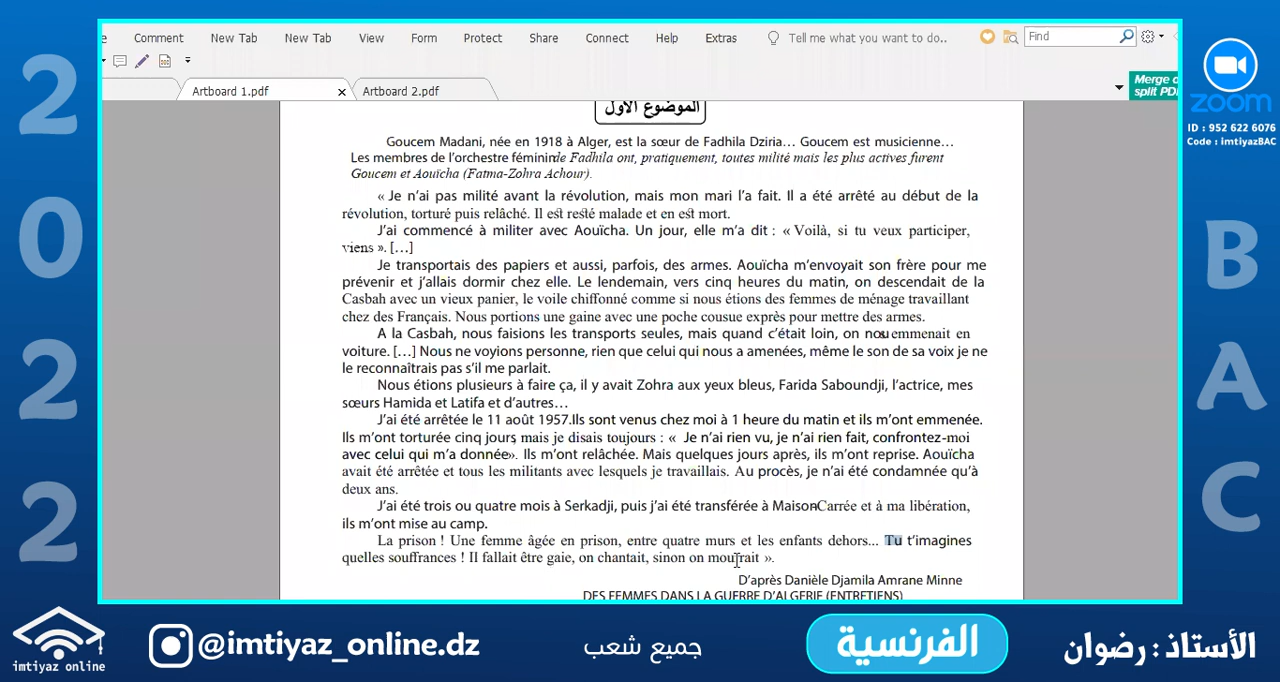 Comment New Tab New Tab View Form Protect Share Connect Help Extras Tell me what you want to do.. Find
Artboard 1.pdf x Artboard 2.pdf
Merge
split PDF
الموضوع الأول
Goucem Madani, née en 1918 à Alger, est la sœur de Fadhila Dziria… Goucem est musicienne…
Les membres de l'orchestre féminin de Fadhila ont, pratiquement, toutes milité mais les plus actives furent
Goucem et Aouïcha (Fatma-Zohra Achour).
« Je n'ai pas milité avant la révolution, mais mon mari l'a fait. Il a été arrêté au début de la
révolution, torturé puis relâché. Il est resté malade et en est mort.
J'ai commencé à militer avec Aouïcha. Un jour, elle m'a dit : « Voilà, si tu veux participer,
viens ». […]
Je transportais des papiers et aussi, parfois, des armes. Aouïcha m'envoyait son frère pour me
prévenir et j'allais dormir chez elle. Le lendemain, vers cinq heures du matin, on descendait de la
Casbah avec un vieux panier, le voile chiffonné comme si nous étions des femmes de ménage travaillant
chez des Français. Nous portions une gaine avec une poche cousue exprès pour mettre des armes.
A la Casbah, nous faisions les transports seules, mais quand c'était loin, on nous emmenait en
voiture. […] Nous ne voyions personne, rien que celui qui nous a amenées, même le son de sa voix je ne
le reconnaîtrais pas s'il me parlait.
Nous étions plusieurs à faire ça, il y avait Zohra aux yeux bleus, Farida Saboundji, l'actrice, mes
sœurs Hamida et Latifa et d'autres…
J'ai été arrêtée le 11 août 1957.Ils sont venus chez moi à 1 heure du matin et ils m'ont emmenée.
Ils m'ont torturée cinq jours, mais je disais toujours : « Je n'ai rien vu, je n'ai rien fait, confrontez-moi
avec celui qui m'a donnée». Ils m'ont relâchée. Mais quelques jours après, ils m'ont reprise. Aouïcha
avait été arrêtée et tous les militants avec lesquels je travaillais. Au procès, je n'ai été condamnée qu'à
deux ans.
J'ai été trois ou quatre mois à Serkadji, puis j'ai été transférée à Maison-Carrée et à ma libération,
ils m'ont mise au camp.
La prison ! Une femme âgée en prison, entre quatre murs et les enfants dehors… Tu t'imagines
quelles souffrances ! Il fallait être gaie, on chantait, sinon on mourrait ».
D'après Danièle Djamila Amrane Minne
DES FEMMES DANS LA GUERRE D'ALGERIE (ENTRETIENS)
2022
BAC
zoom
ID : 952 622 6076
Code : imtiyazBAC
imtiyaz online
@imtiyaz_online.dz
جميع شعب
الفرنسية
الأستاذ : رضوان